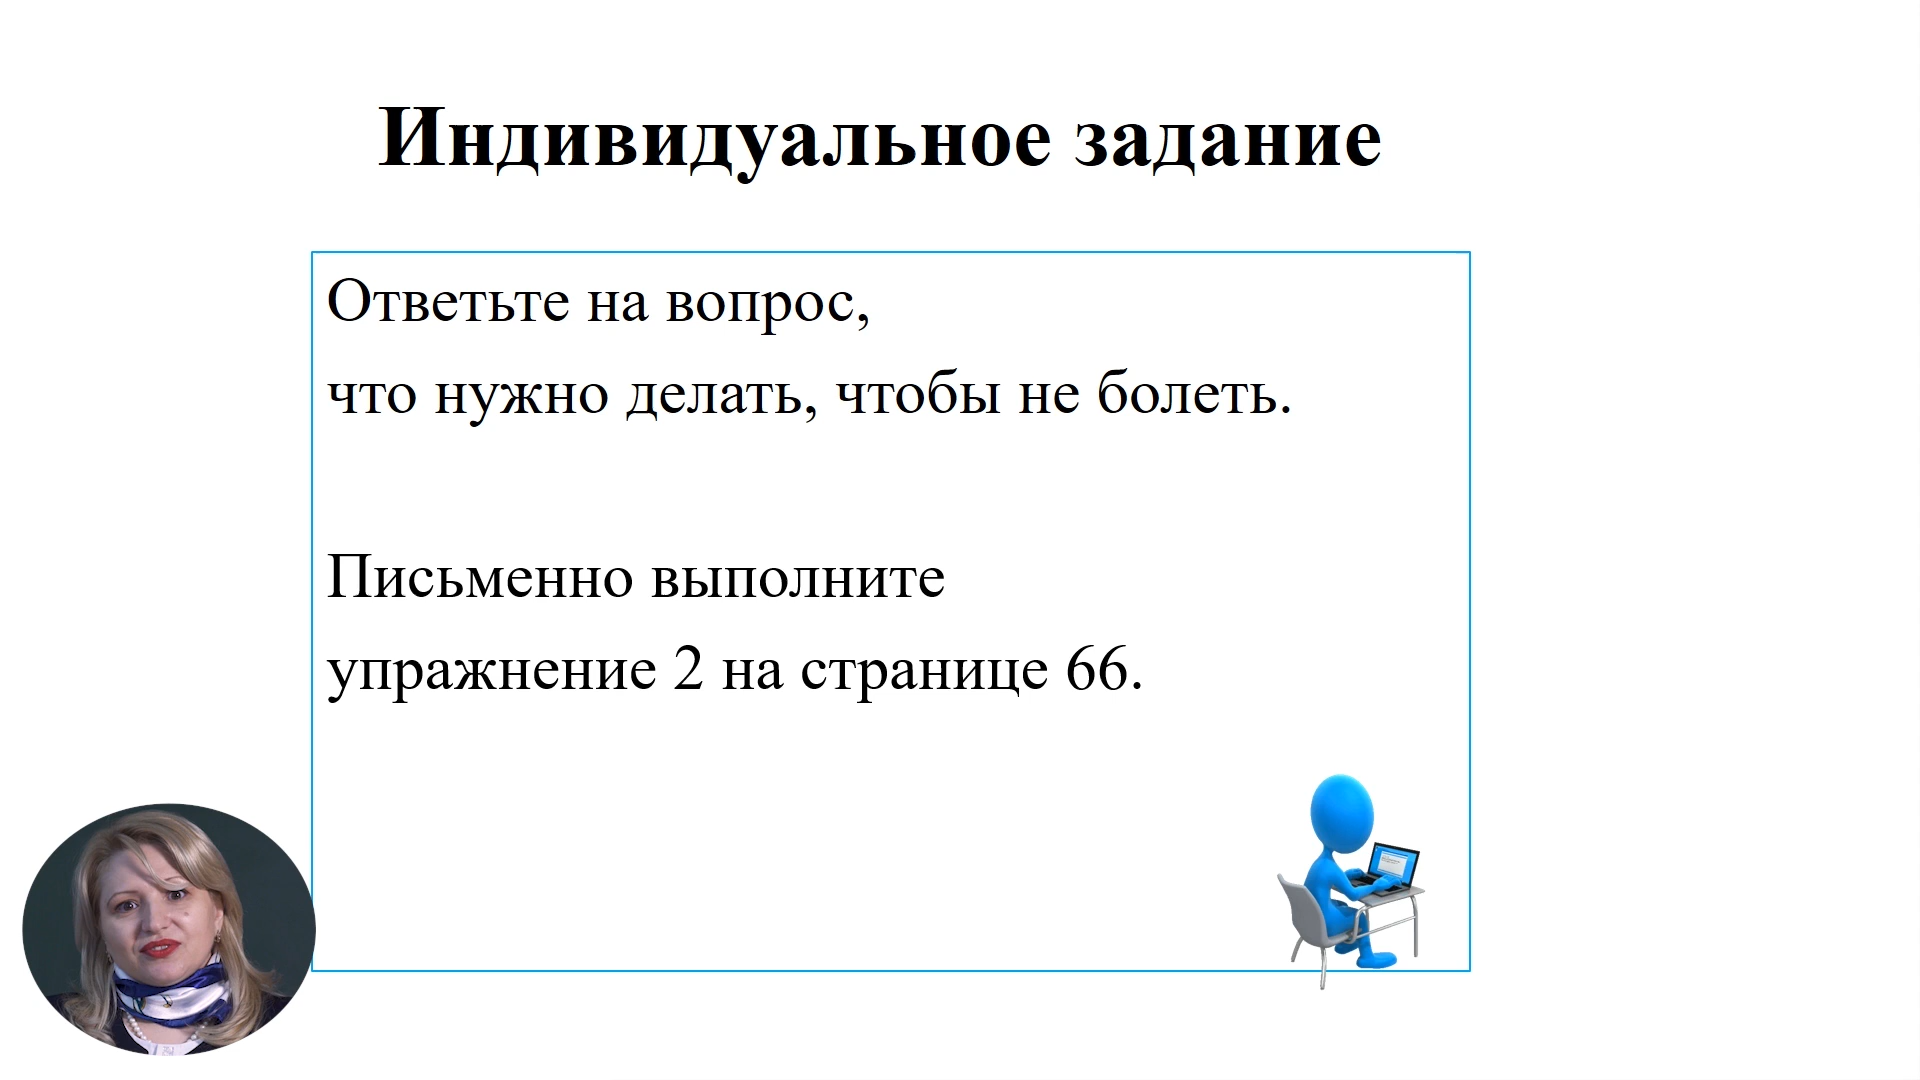 Индивидуальное задание
Ответьте на вопрос,
что нужно делать, чтобы не болеть.
Письменно выполните
упражнение 2 на странице 66.